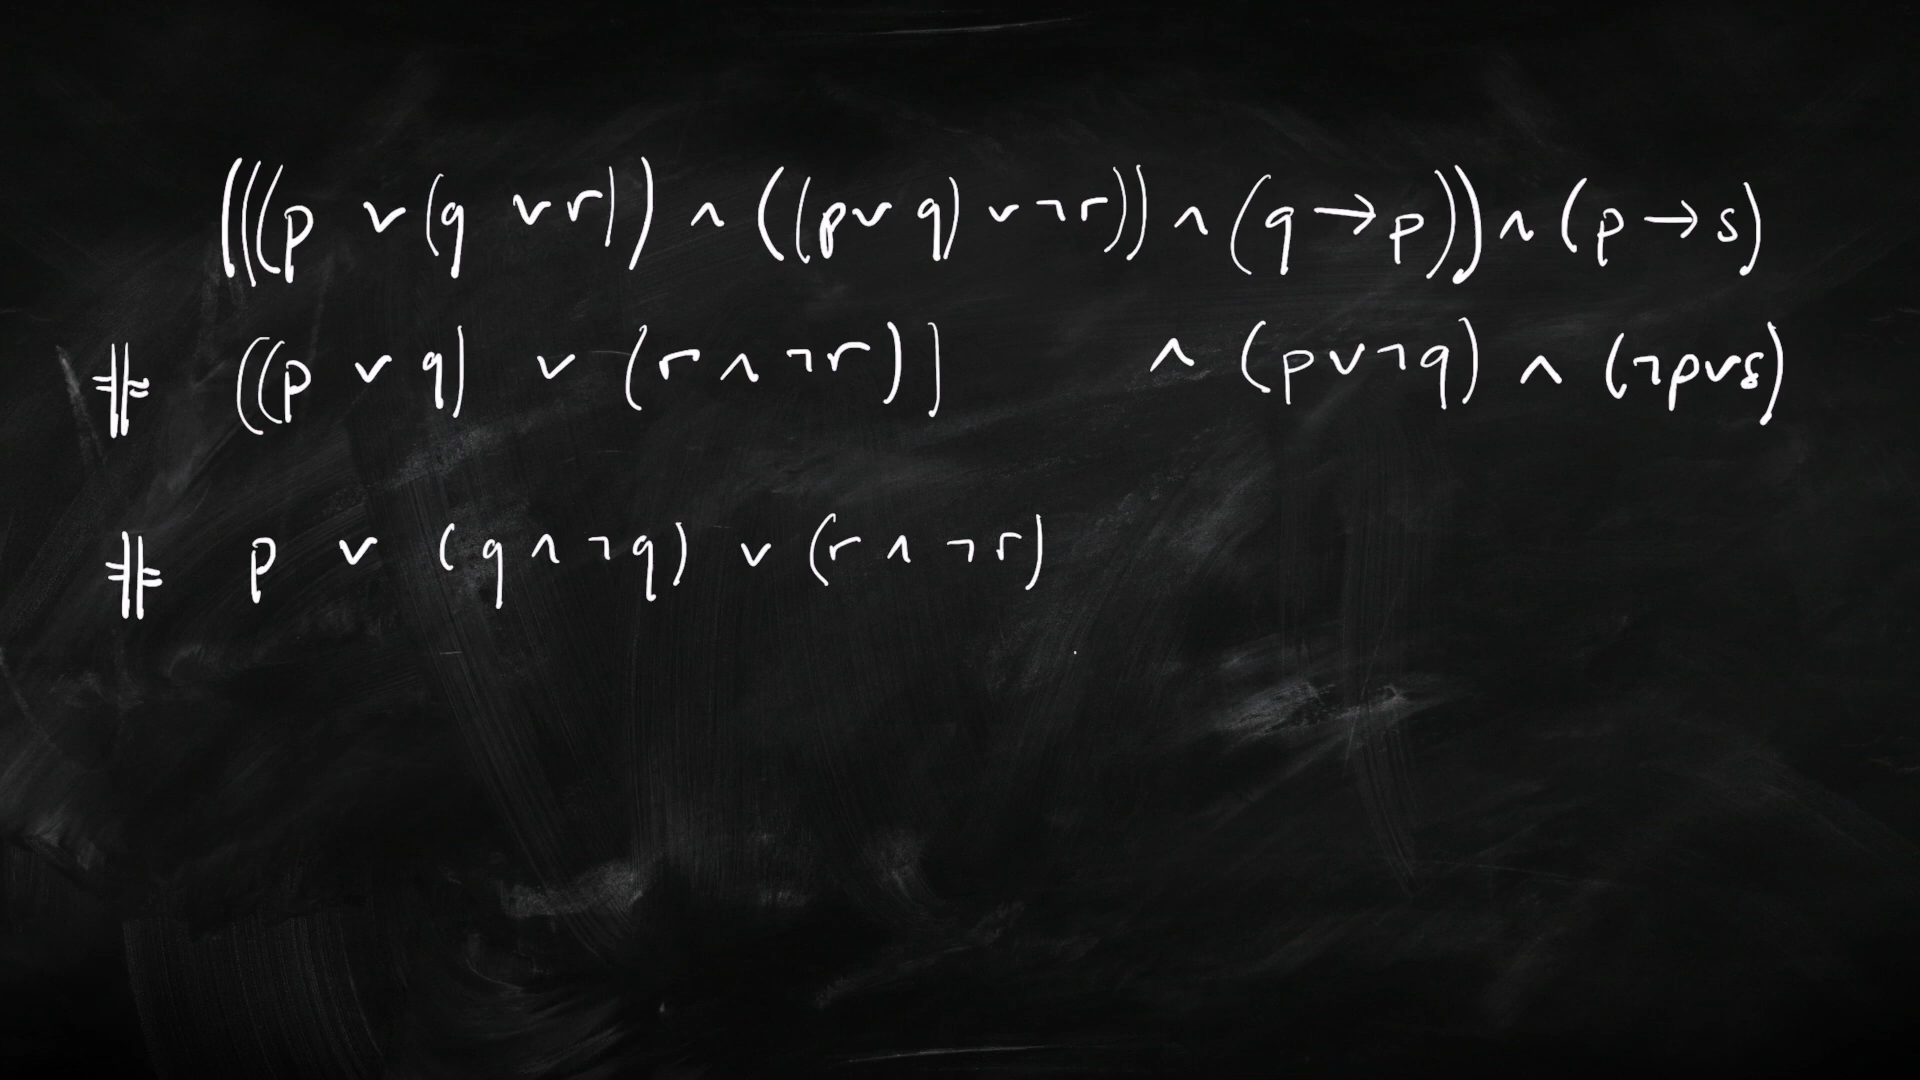 (((p ∨ (q ∨ r)) ∧ ((p ∨ q) ∨ ¬r)) ∧ (q → p)) ∧ (p → s)
⫤⊨ ((p ∨ q) ∨ (r ∧ ¬r)) ∧ (p ∨ ¬q) ∧ (¬p ∨ s)
⫤⊨ p ∨ (q ∧ ¬q) ∨ (r ∧ ¬r)